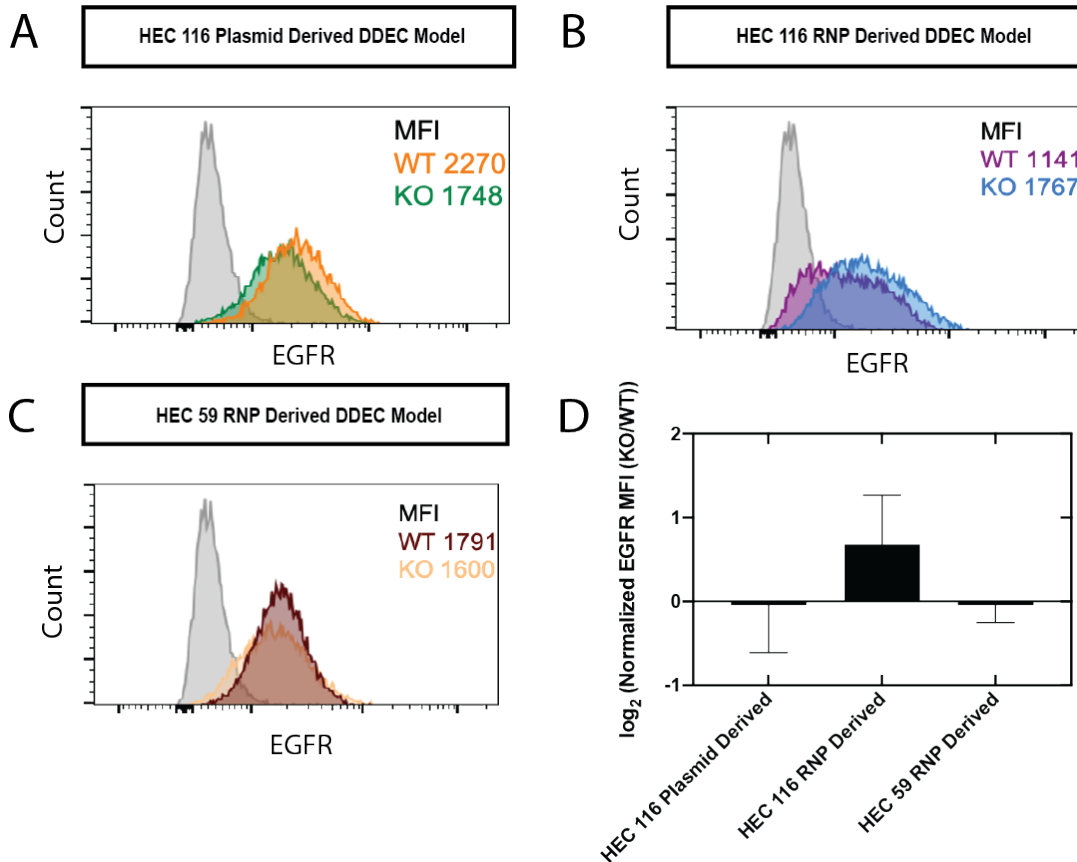 A
HEC 116 Plasmid Derived DDEC Model
MFI
WT 2270
KO 1748
Count
EGFR
B
HEC 116 RNP Derived DDEC Model
MFI
WT 1141
KO 1767
Count
EGFR
C
HEC 59 RNP Derived DDEC Model
MFI
WT 1791
KO 1600
Count
EGFR
D
log₂ (Normalized EGFR MFI (KO/WT))
2
1
0
-1
HEC 116 Plasmid Derived
HEC 116 RNP Derived
HEC 59 RNP Derived